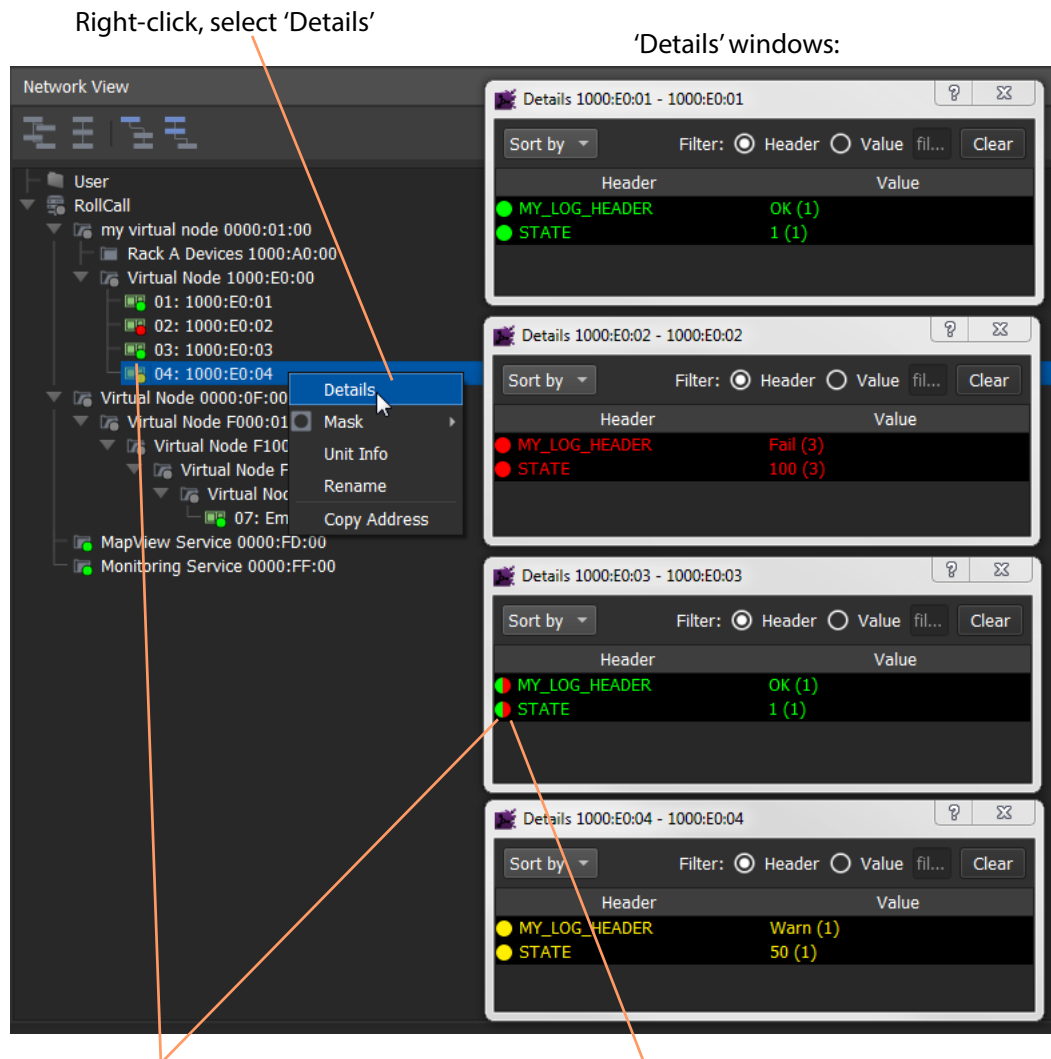 Right-click, select ‘Details’
‘Details’ windows:
Network View
User
RollCall
my virtual node 0000:01:00
Rack A Devices 1000:A0:00
Virtual Node 1000:E0:00
01: 1000:E0:01
02: 1000:E0:02
03: 1000:E0:03
04: 1000:E0:04
Virtual Node 0000:0F:00
Virtual Node F000:01
Virtual Node F100
Virtual Node F
Virtual Noc
07: Em
MapView Service 0000:FD:00
Monitoring Service 0000:FF:00
Details
Mask
Unit Info
Rename
Copy Address
Details 1000:E0:01 - 1000:E0:01
Sort by Filter: Header Value fil... Clear
Header Value
MY_LOG_HEADER OK (1)
STATE 1 (1)
Details 1000:E0:02 - 1000:E0:02
Sort by Filter: Header Value fil... Clear
Header Value
MY_LOG_HEADER Fail (3)
STATE 100 (3)
Details 1000:E0:03 - 1000:E0:03
Sort by Filter: Header Value fil... Clear
Header Value
MY_LOG_HEADER OK (1)
STATE 1 (1)
Details 1000:E0:04 - 1000:E0:04
Sort by Filter: Header Value fil... Clear
Header Value
MY_LOG_HEADER Warn (1)
STATE 50 (1)